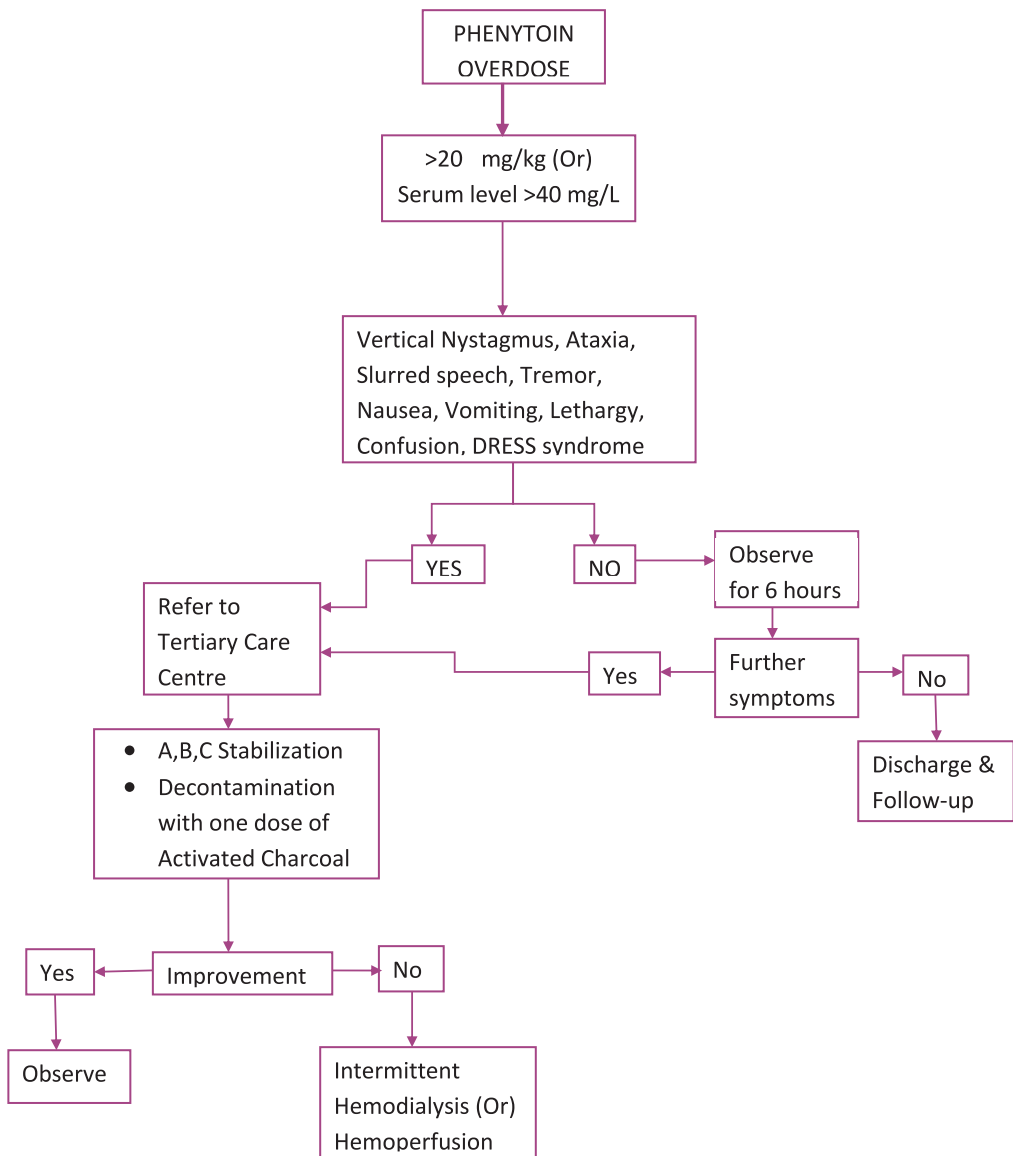 PHENYTOIN
OVERDOSE
>20 mg/kg (Or)
Serum level >40 mg/L
Vertical Nystagmus, Ataxia,
Slurred speech, Tremor,
Nausea, Vomiting, Lethargy,
Confusion, DRESS syndrome
YES
NO
Observe
for 6 hours
Refer to
Tertiary Care
Centre
Yes
Further
symptoms
No
Discharge &
Follow-up
● A,B,C Stabilization
● Decontamination
with one dose of
Activated Charcoal
Yes
Improvement
No
Observe
Intermittent
Hemodialysis (Or)
Hemoperfusion